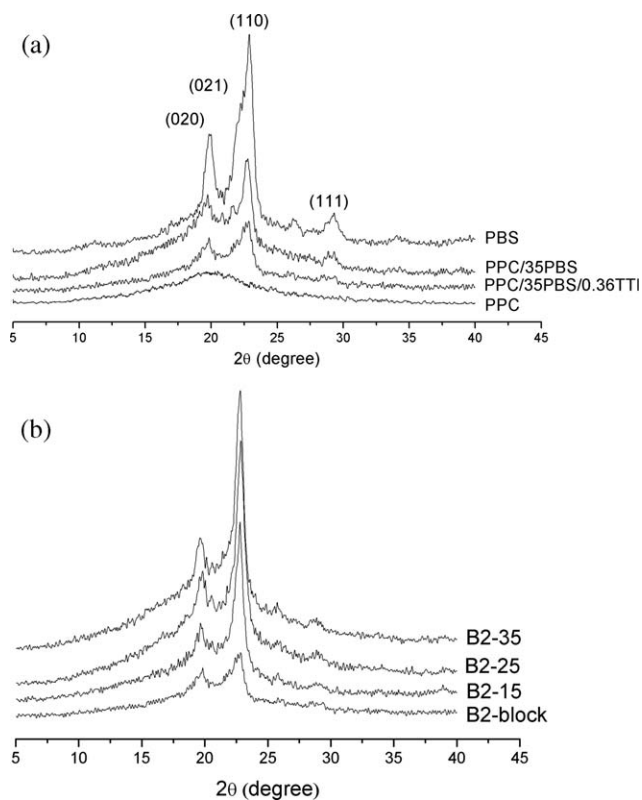 (a)
(110)
(021)
(020)
(111)
PBS
PPC/35PBS
PPC/35PBS/0.36TTI
PPC
5 10 15 20 25 30 35 40 45
2θ (degree)
(b)
B2-35
B2-25
B2-15
B2-block
5 10 15 20 25 30 35 40 45
2θ (degree)